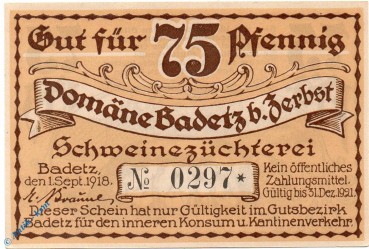 Gut für 75 Pfennig
Domäne Badetz b. Zerbst
Schweinezüchterei
Badetz, den 1. Sept. 1918.
Kein öffentliches Zahlungsmittel.
Gültig bis 31. Dez. 1921.
№ 0297*
Dieser Schein hat nur Gültigkeit im Gutsbezirk
Badetz für den inneren Konsum u. Kantinenverkehr.